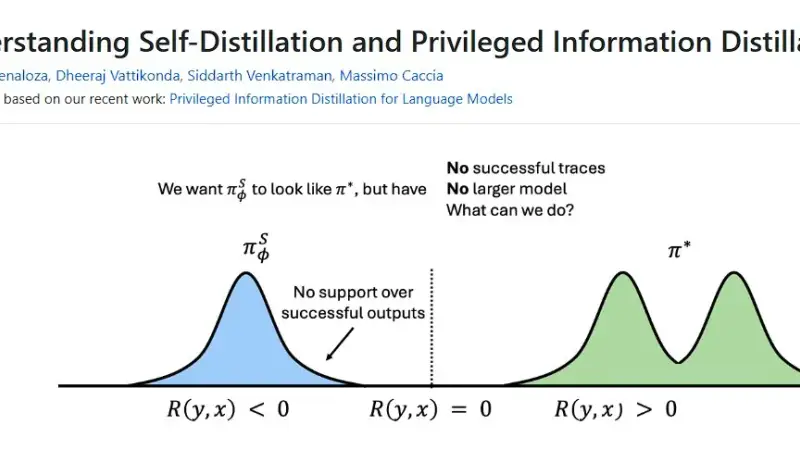 erstanding Self-Distillation and Privileged Information Distilla
enaloza, Dheeraj Vattikonda, Siddarth Venkatraman, Massimo Caccia
based on our recent work: Privileged Information Distillation for Language Models
We want π^S_ϕ to look like π*, but have
No successful traces
No larger model
What can we do?
π^S_ϕ
π*
No support over
successful outputs
R(y,x) < 0
R(y,x) = 0
R(y,x) > 0